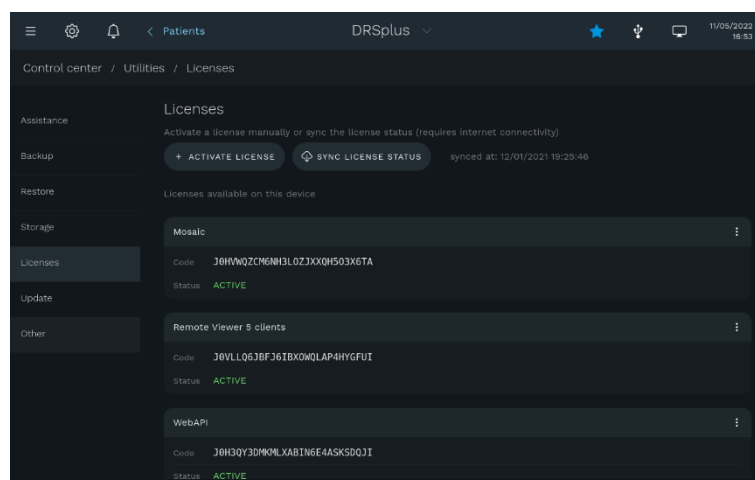 Patients
DRSplus
11/05/2022
16:53
Control center / Utilities / Licenses
Assistance
Backup
Restore
Storage
Licenses
Update
Other
Licenses
Activate a license manually or sync the license status (requires internet connectivity)
+ ACTIVATE LICENSE
SYNC LICENSE STATUS
synced at: 12/01/2021 19:25:46
Licenses available on this device
Mosaic
Code J0HVWQZCM6NH3LOZJXXQH5O3X6TA
Status ACTIVE
Remote Viewer 5 clients
Code J0VLLQ6JBFJ6IBXOWQLAP4HYGFUI
Status ACTIVE
WebAPI
Code J0H3QY3DMKMLXABIN6E4ASKSDQJI
Status ACTIVE